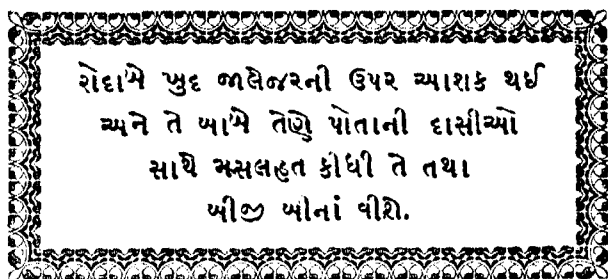 રોદાબે ખુદ જાલેજરની ઉપર આશક થઈ
અને તે બાબે તેણે પોતાની દાસીઓ
સાથે મસલહત કીધી તે તથા
બીજી બીનાં વીશે.